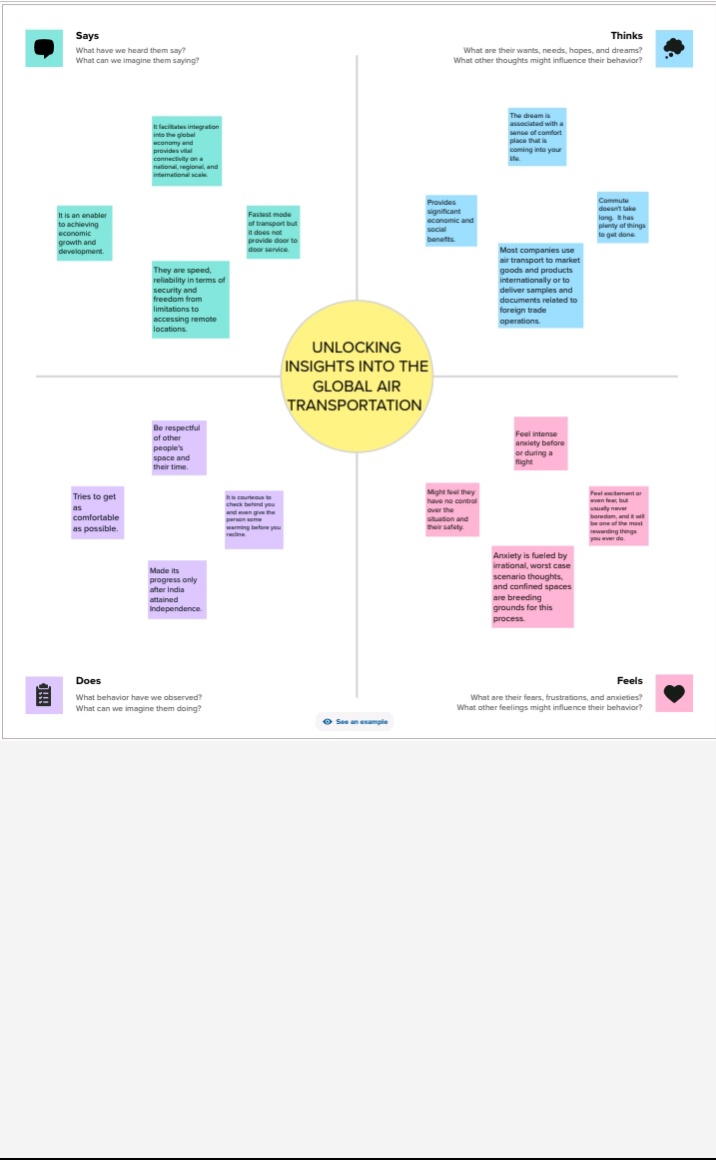 Says
What have we heard them say?
What can we imagine them saying?
Thinks
What are their wants, needs, hopes, and dreams?
What other thoughts might influence their behavior?
It facilitates integration
into the global
economy and
provides vital
connectivity on a
national, regional, and
international scale.
It is an enabler
to achieving
economic
growth and
development.
Fastest mode
of transport but
it does not
provide door to
door service.
They are speed,
reliability in terms of
security and
freedom from
limitations to
accessing remote
locations.
The dream is
associated with a
sense of comfort
place that is
coming into your
life.
Provides
significant
economic and
social
benefits.
Commute
doesn't take
long. It has
plenty of things
to get done.
Most companies use
air transport to market
goods and products
internationally or to
deliver samples and
documents related to
foreign trade
operations.
UNLOCKING
INSIGHTS INTO THE
GLOBAL AIR
TRANSPORTATION
Be respectful
of other
people's
space and
their time.
Tries to get
as
comfortable
as possible.
It is courteous to
check behind you
and even give the
person some
warming before you
recline.
Made its
progress only
after India
attained
Independence.
Feel intense
anxiety before
or during a
flight
Might feel they
have no control
over the
situation and
their safety.
Feel excitement or
even fear, but
usually never
boredom, and it will
be one of the most
rewarding things
you ever do.
Anxiety is fueled by
irrational, worst case
scenario thoughts,
and confined spaces
are breeding
grounds for this
process.
Does
What behavior have we observed?
What can we imagine them doing?
Feels
What are their fears, frustrations, and anxieties?
What other feelings might influence their behavior?
See an example